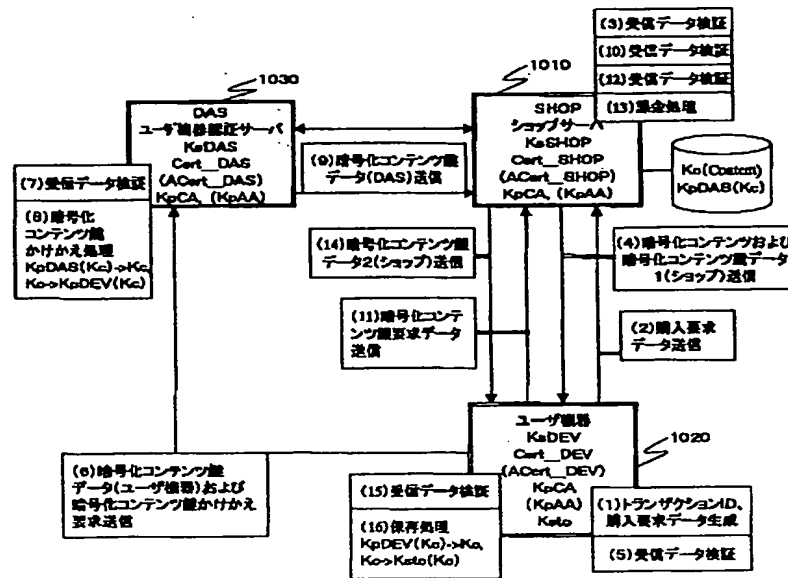 (3)受信データ検証
(10)受信データ検証
(12)受信データ検証
(13)課金処理
1030
1010
DAS
ユーザ機器認証サーバ
KsDAS
Cert__DAS
(ACert__DAS)
KpCA, (KpAA)
SHOP
ショップサーバ
KsSHOP
Cert__SHOP
(ACert__SHOP)
KpCA, (KpAA)
Kc(Content)
KpDAS(Kc)
(7)受信データ検証
(8)暗号化
コンテンツ鍵
かけかえ処理
KpDAS(Kc)->Kc,
Kc->KpDEV(Kc)
(9)暗号化コンテンツ鍵
データ(DAS)送信
(14)暗号化コンテンツ鍵
データ2(ショップ)送信
(4)暗号化コンテンツおよび
暗号化コンテンツ鍵データ
1(ショップ)送信
(11)暗号化コンテ
ンツ鍵要求データ
送信
(2)購入要求
データ送信
ユーザ機器
KsDEV
Cert__DEV
(ACert__DEV)
KpCA
(KpAA)
Ksto
1020
(6)暗号化コンテンツ鍵
データ(ユーザ機器)および
暗号化コンテンツ鍵かけかえ
要求送信
(15)受信データ検証
(16)保存処理
KpDEV(Kc)->Kc,
Kc->Ksto(Kc)
(1)トランザクションID、
購入要求データ生成
(5)受信データ検証